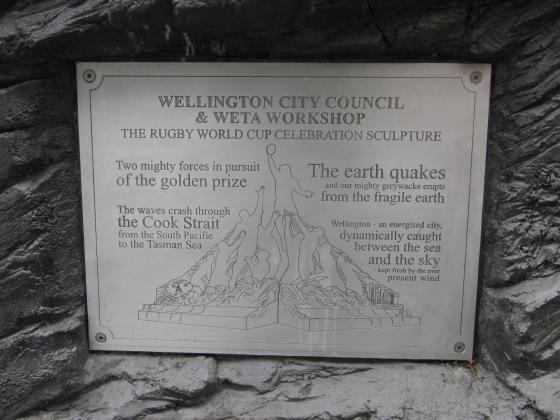 WELLINGTON CITY COUNCIL
& WETA WORKSHOP
THE RUGBY WORLD CUP CELEBRATION SCULPTURE
Two mighty forces in pursuit
of the golden prize
The waves crash through
the Cook Strait
from the South Pacific
to the Tasman Sea
The earth quakes
and our mighty greywacke erupts
from the fragile earth
Wellington - an energised city,
dynamically caught
between the sea
and the sky
- kept fresh by the ever
present wind